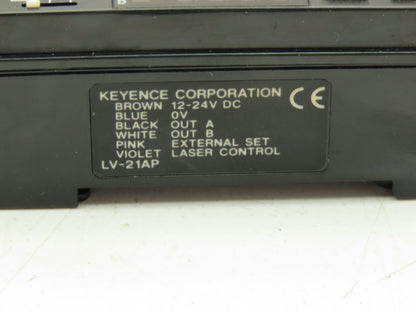 B
KEYENCE CORPORATION CE
BROWN 12-24V DC
BLUE 0V
BLACK OUT A
WHITE OUT B
PINK EXTERNAL SET
VIOLET LASER CONTROL
LV-21AP